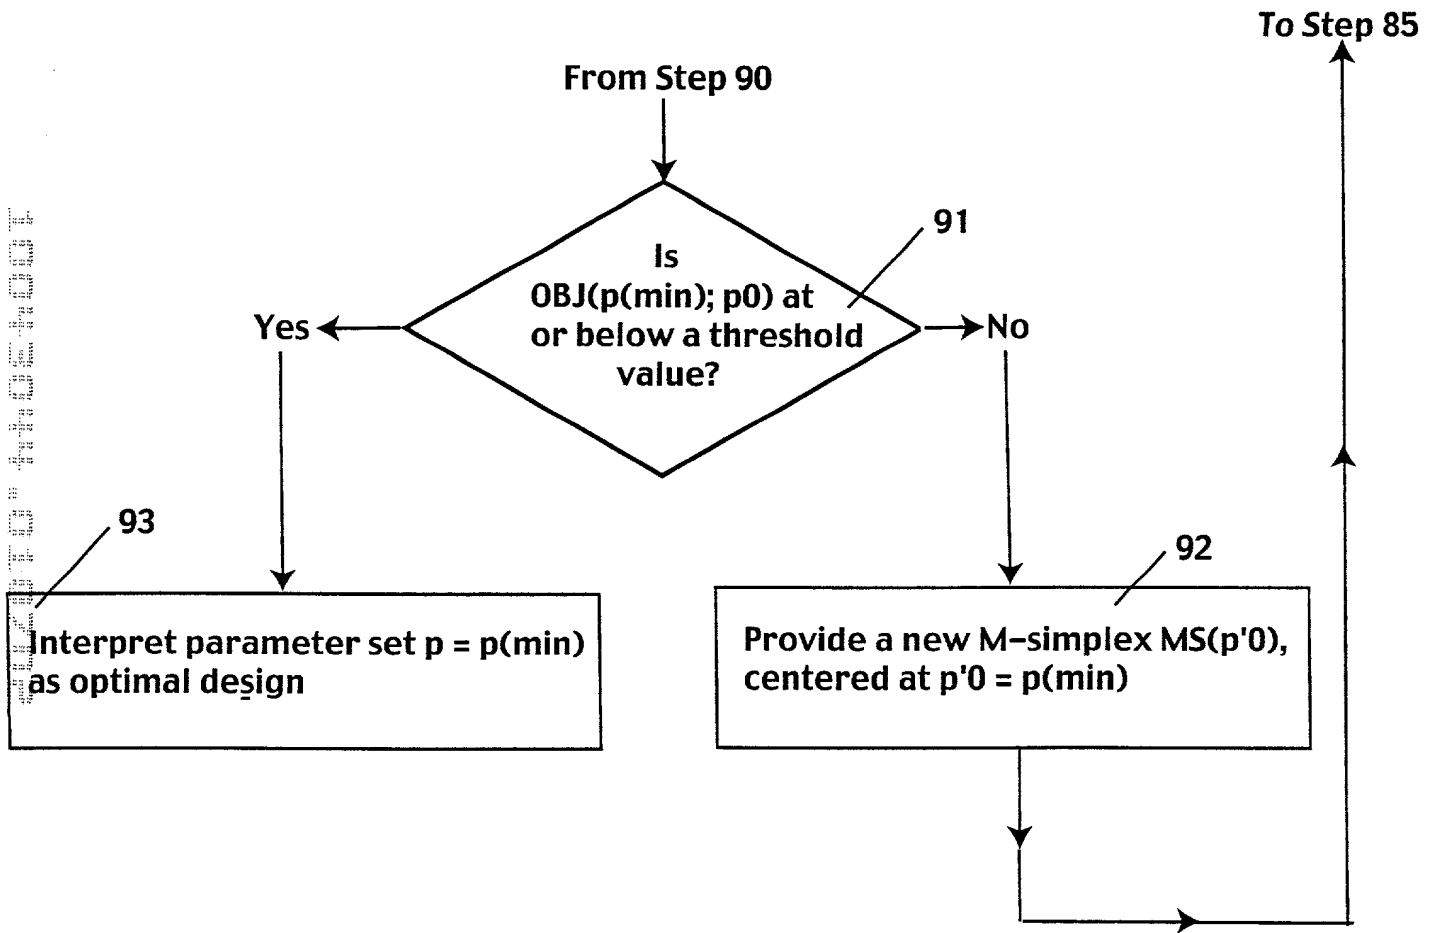 To Step 85
From Step 90
91
Is
OBJ(p(min); p0) at
or below a threshold
value?
Yes
No
93
92
Interpret parameter set p = p(min)
as optimal design
Provide a new M-simplex MS(p'0),
centered at p'0 = p(min)